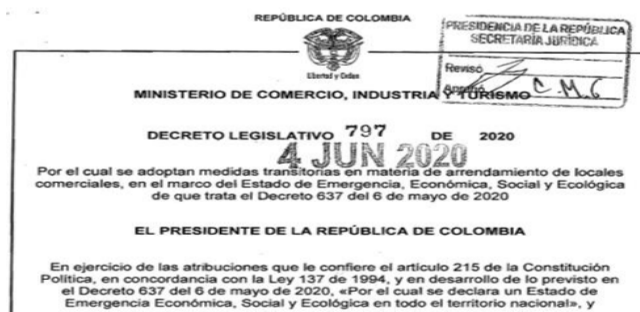 REPÚBLICA DE COLOMBIA
PRESIDENCIA DE LA REPÚBLICA
SECRETARÍA JURÍDICA
Libertad y Orden
Revisó
Aprobó C.M.G
MINISTERIO DE COMERCIO, INDUSTRIA Y TURISMO
DECRETO LEGISLATIVO 797 DE 2020
4 JUN 2020
Por el cual se adoptan medidas transitorias en materia de arrendamiento de locales
comerciales, en el marco del Estado de Emergencia, Económica, Social y Ecológica
de que trata el Decreto 637 del 6 de mayo de 2020
EL PRESIDENTE DE LA REPÚBLICA DE COLOMBIA
En ejercicio de las atribuciones que le confiere el artículo 215 de la Constitución
Política, en concordancia con la Ley 137 de 1994, y en desarrollo de lo previsto en
el Decreto 637 del 6 de mayo de 2020, «Por el cual se declara un Estado de
Emergencia Económica, Social y Ecológica en todo el territorio nacional», y